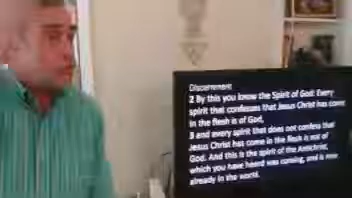 Discernment
2 By this you know the Spirit of God: Every
spirit that confesses that Jesus Christ has come
in the flesh is of God,
3 and every spirit that does not confess that
Jesus Christ has come in the flesh is not of
God. And this is the spirit of the Antichrist,
which you have heard was coming, and is now
already in the world.